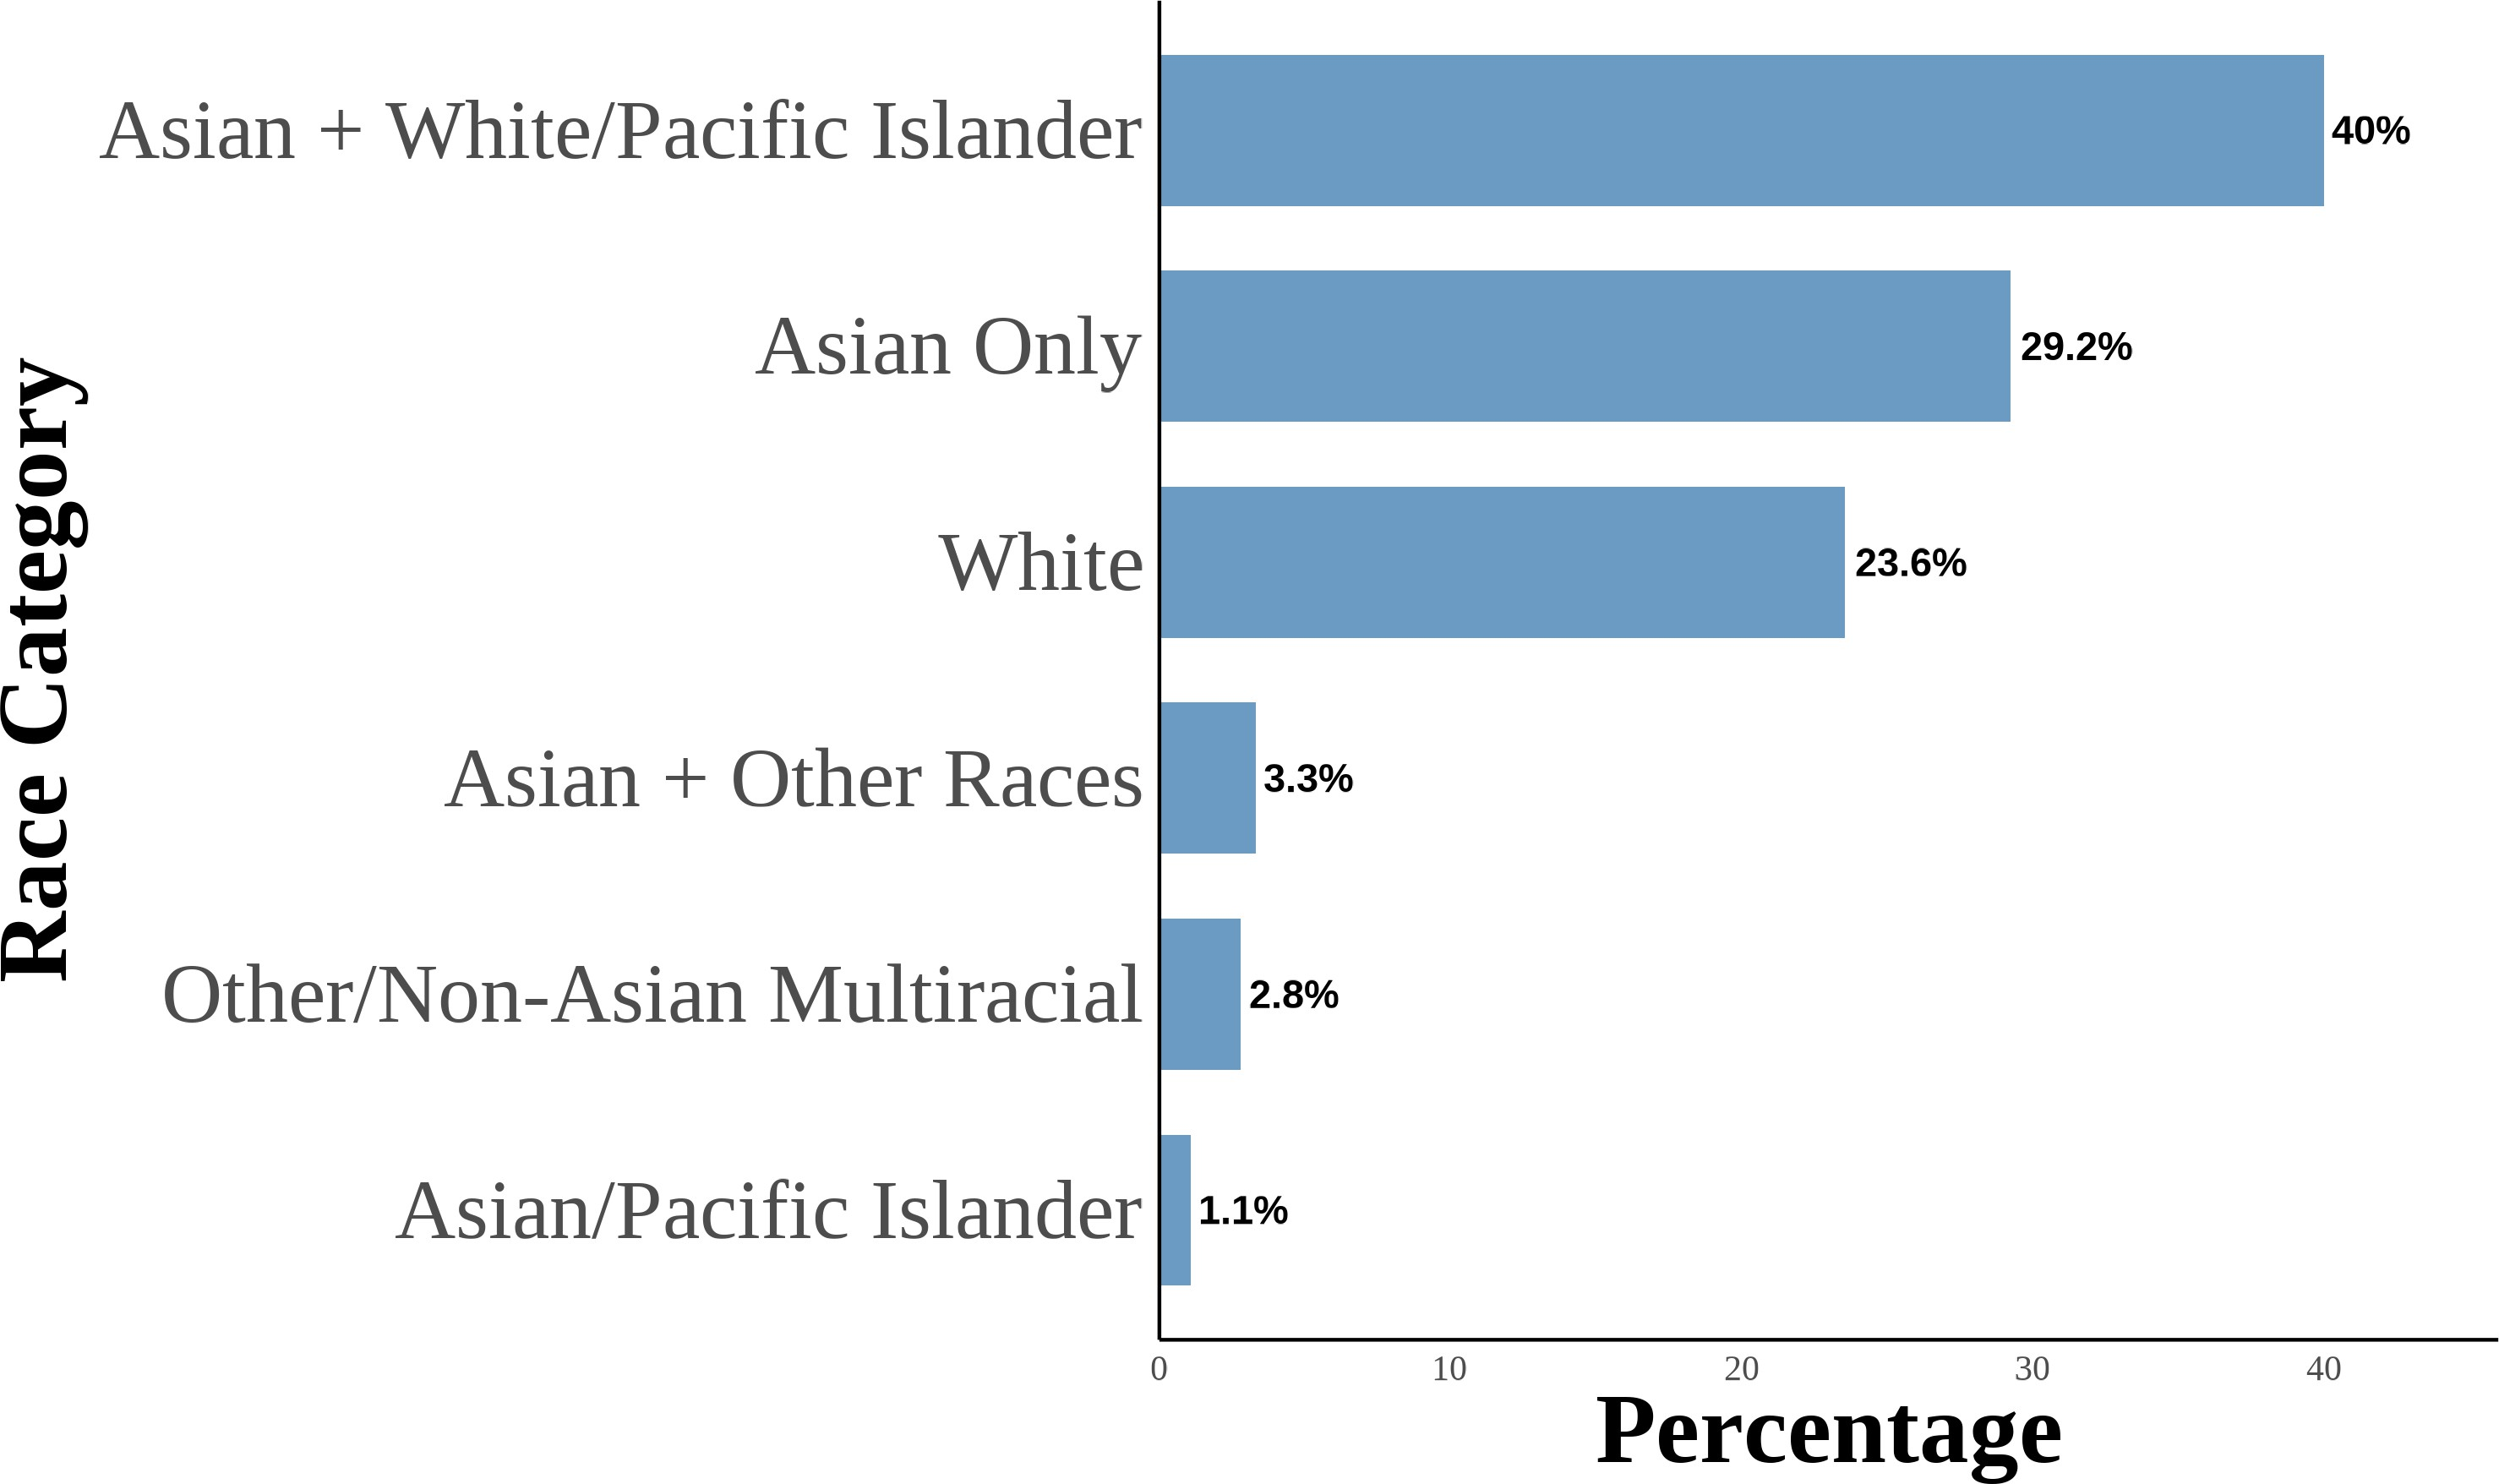 Race Category
Asian + White/Pacific Islander
40%
Asian Only
29.2%
White
23.6%
Asian + Other Races
3.3%
Other/Non-Asian Multiracial
2.8%
Asian/Pacific Islander
1.1%
0 10 20 30 40
Percentage